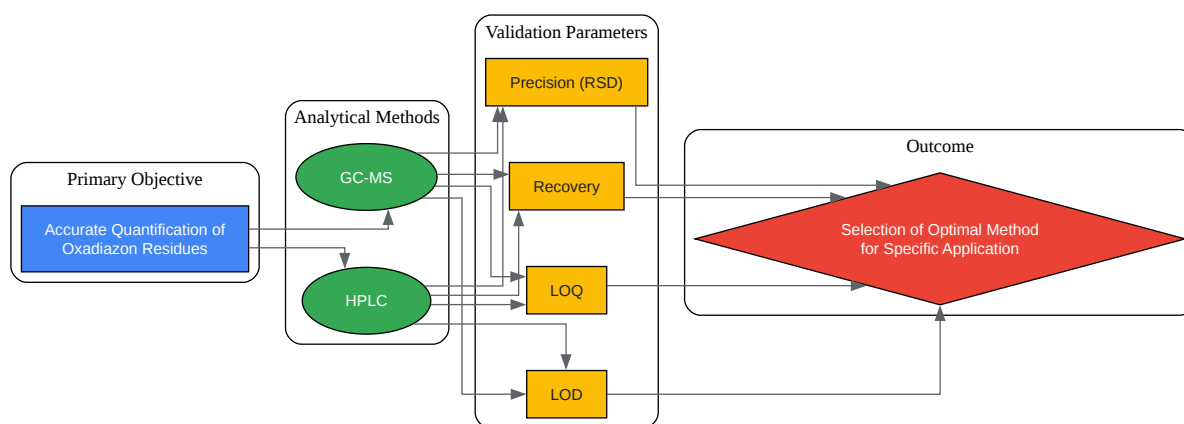 Primary Objective
Accurate Quantification of
Oxadiazon Residues
Analytical Methods
GC-MS
HPLC
Validation Parameters
Precision (RSD)
Recovery
LOQ
LOD
Outcome
Selection of Optimal Method
for Specific Application